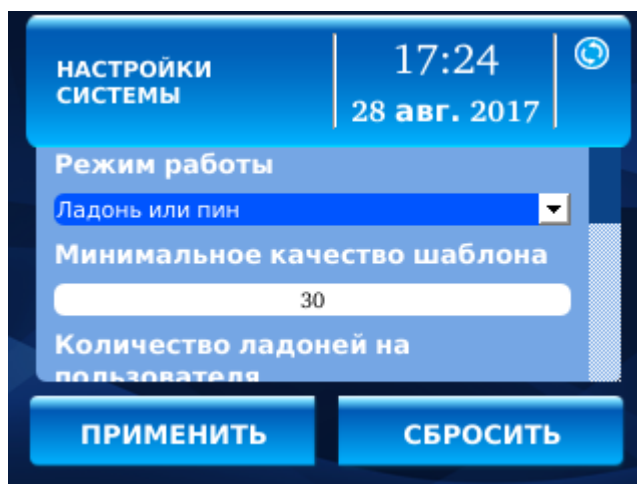 НАСТРОЙКИ
СИСТЕМЫ
17:24
28 авг. 2017
Режим работы
Ладонь или пин
Минимальное качество шаблона
30
Количество ладоней на
пользователя
ПРИМЕНИТЬ
СБРОСИТЬ